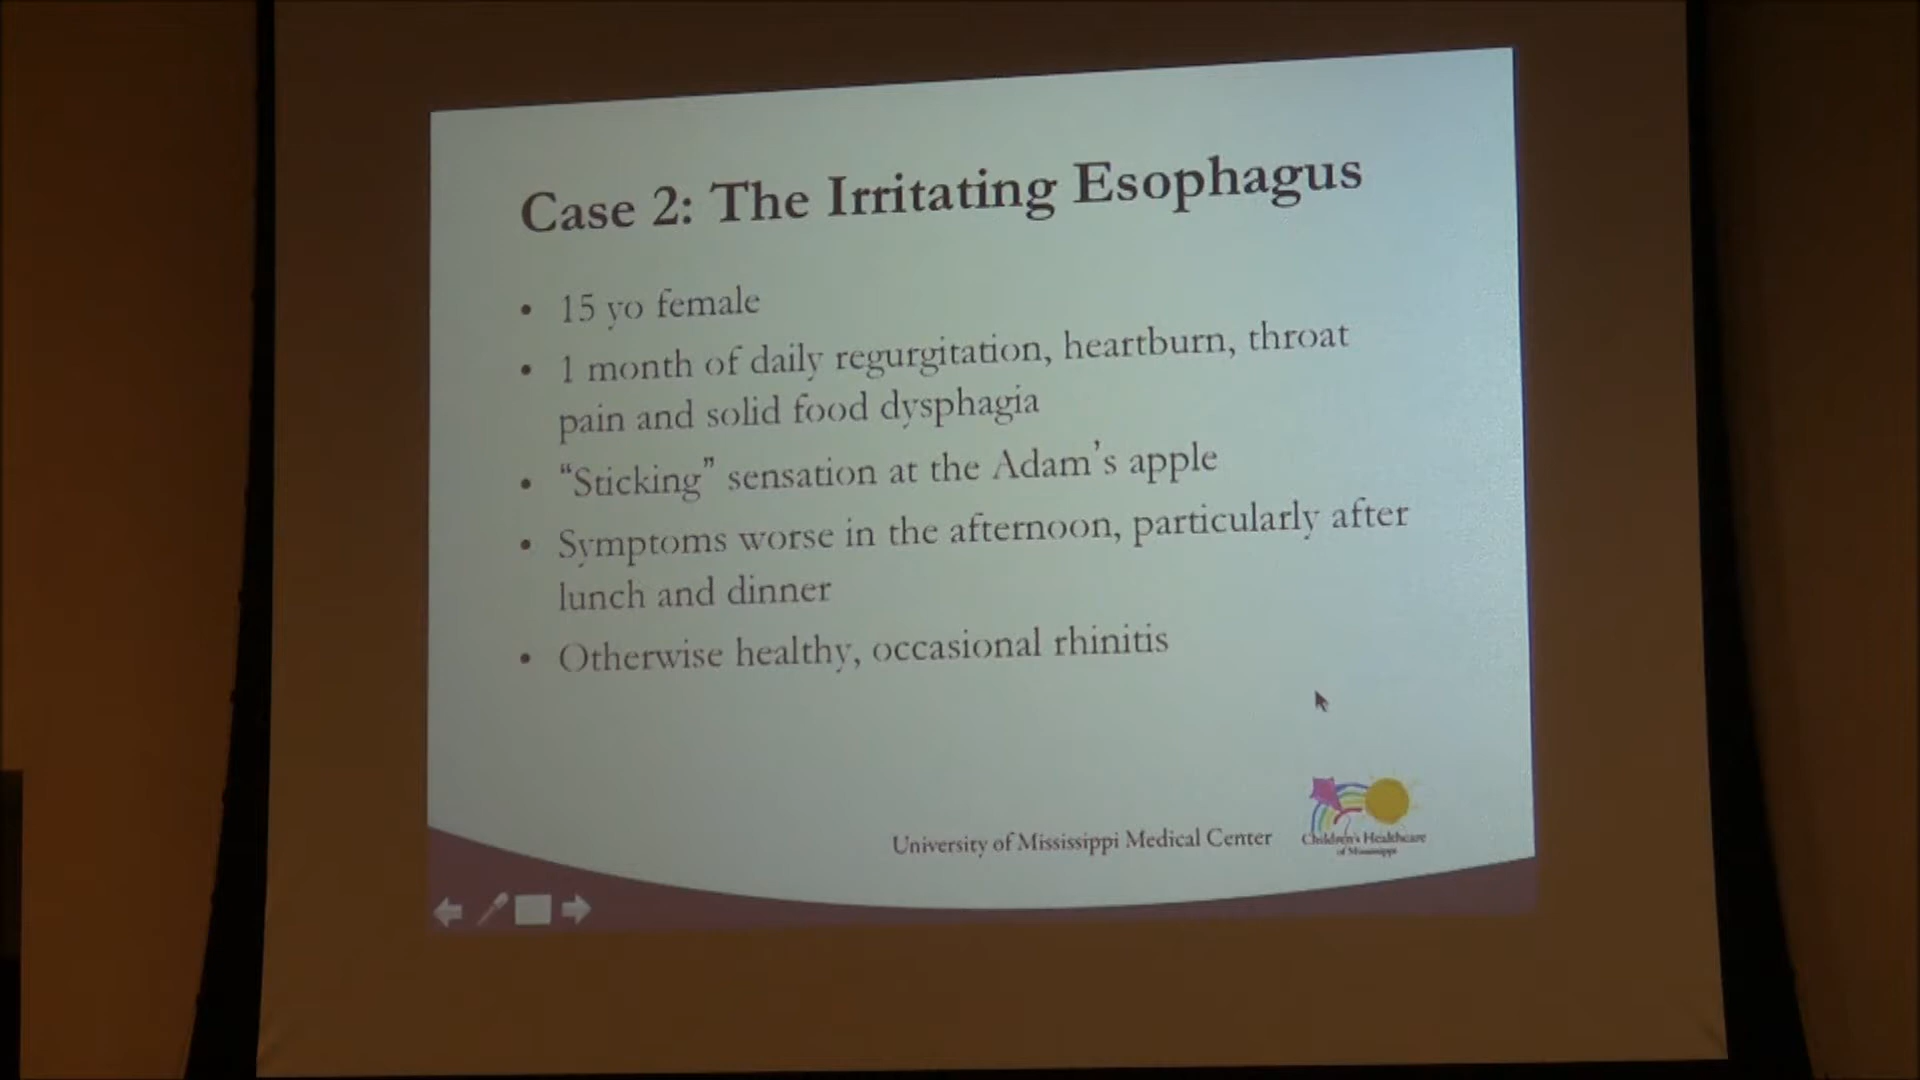 Case 2: The Irritating Esophagus
• 15 yo female
• 1 month of daily regurgitation, heartburn, throat
pain and solid food dysphagia
• “Sticking” sensation at the Adam’s apple
• Symptoms worse in the afternoon, particularly after
lunch and dinner
• Otherwise healthy, occasional rhinitis
University of Mississippi Medical Center
Children's Healthcare
of Mississippi